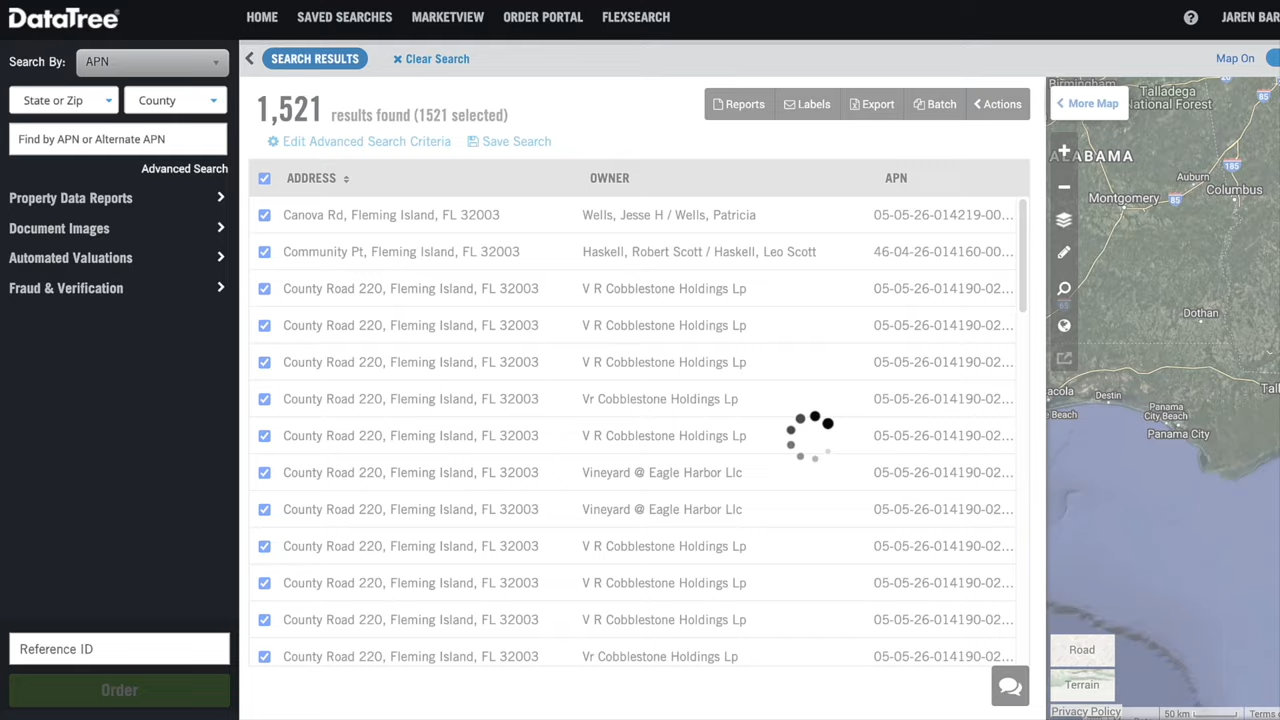 DataTree
HOME SAVED SEARCHES MARKETVIEW ORDER PORTAL FLEXSEARCH
? JAREN BAR
Search By: APN
State or Zip County
Find by APN or Alternate APN
Advanced Search
Property Data Reports
Document Images
Automated Valuations
Fraud & Verification
Reference ID
Order
SEARCH RESULTS Clear Search
Map On
1,521 results found (1521 selected)
Reports Labels Export Batch Actions
Edit Advanced Search Criteria Save Search
ADDRESS OWNER APN
Canova Rd, Fleming Island, FL 32003 Wells, Jesse H / Wells, Patricia 05-05-26-014219-00...
Community Pt, Fleming Island, FL 32003 Haskell, Robert Scott / Haskell, Leo Scott 46-04-26-014160-00...
County Road 220, Fleming Island, FL 32003 V R Cobblestone Holdings Lp 05-05-26-014190-02...
County Road 220, Fleming Island, FL 32003 V R Cobblestone Holdings Lp 05-05-26-014190-02...
County Road 220, Fleming Island, FL 32003 V R Cobblestone Holdings Lp 05-05-26-014190-02...
County Road 220, Fleming Island, FL 32003 Vr Cobblestone Holdings Lp 05-05-26-014190-02...
County Road 220, Fleming Island, FL 32003 V R Cobblestone Holdings Lp 05-05-26-014190-02...
County Road 220, Fleming Island, FL 32003 Vineyard @ Eagle Harbor Llc 05-05-26-014190-02...
County Road 220, Fleming Island, FL 32003 Vineyard @ Eagle Harbor Llc 05-05-26-014190-02...
County Road 220, Fleming Island, FL 32003 V R Cobblestone Holdings Lp 05-05-26-014190-02...
County Road 220, Fleming Island, FL 32003 V R Cobblestone Holdings Lp 05-05-26-014190-02...
County Road 220, Fleming Island, FL 32003 V R Cobblestone Holdings Lp 05-05-26-014190-02...
County Road 220, Fleming Island, FL 32003 Vr Cobblestone Holdings Lp 05-05-26-014190-02...
More Map
Birmingham
Talladega
National Forest
85
ALABAMA
185
Auburn
Columbus
Montgomery
85
65
Dothan
Tall
acola
Destin
Beach
Panama
City Beach
Panama City
Road
Terrain
Privacy Policy
50 km
Terms